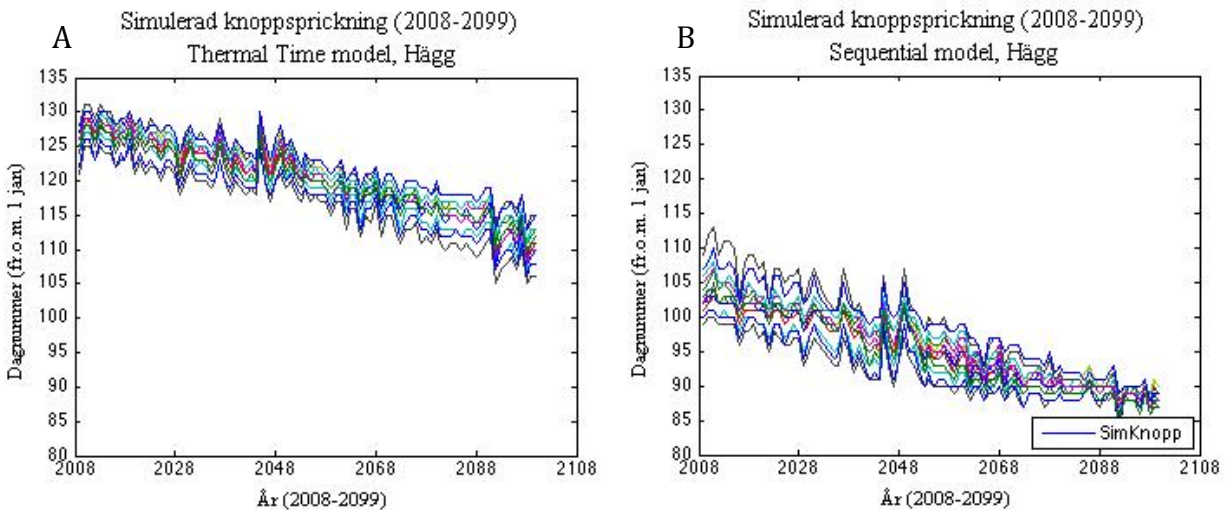 A
Simulerad knoppsprickning (2008-2099)
Thermal Time model, Hägg
Dagnummer (fr.o.m. 1 jan)
135
130
125
120
115
110
105
100
95
90
85
80
2008 2028 2048 2068 2088 2108
År (2008-2099)
B
Simulerad knoppsprickning (2008-2099)
Sequential model, Hägg
Dagnummer (fr.o.m. 1 jan)
135
130
125
120
115
110
105
100
95
90
85
80
SimKnopp
2008 2028 2048 2068 2088 2108
År (2008-2099)